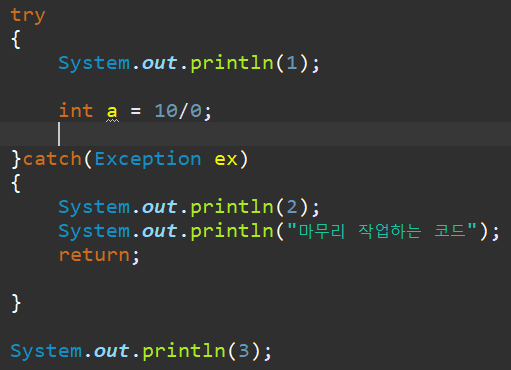 try
{
System.out.println(1);
int a = 10/0;
}catch(Exception ex)
{
System.out.println(2);
System.out.println("마무리 작업하는 코드");
return;
}
System.out.println(3);